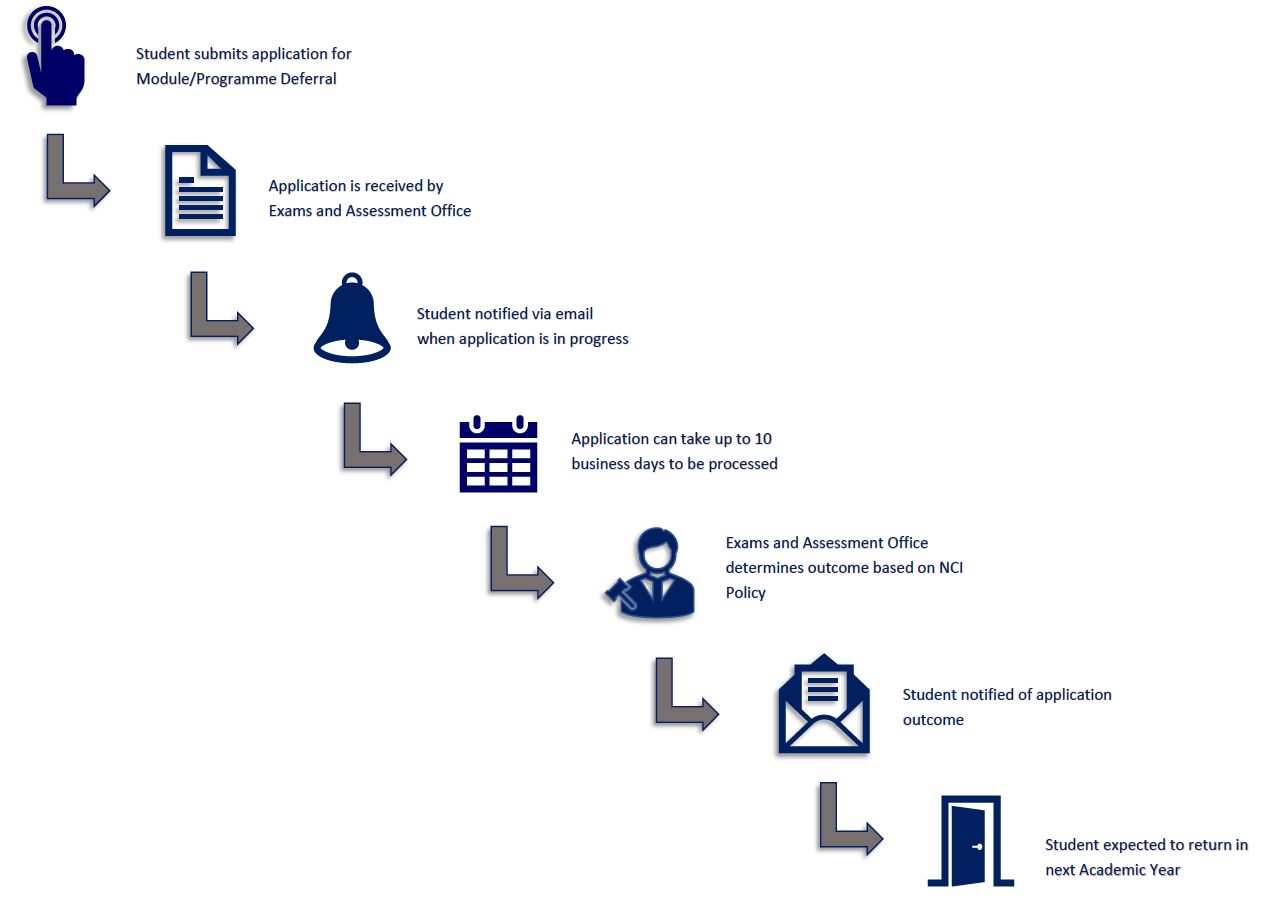 Student submits application for
Module/Programme Deferral
Application is received by
Exams and Assessment Office
Student notified via email
when application is in progress
Application can take up to 10
business days to be processed
Exams and Assessment Office
determines outcome based on NCI
Policy
Student notified of application
outcome
Student expected to return in
next Academic Year